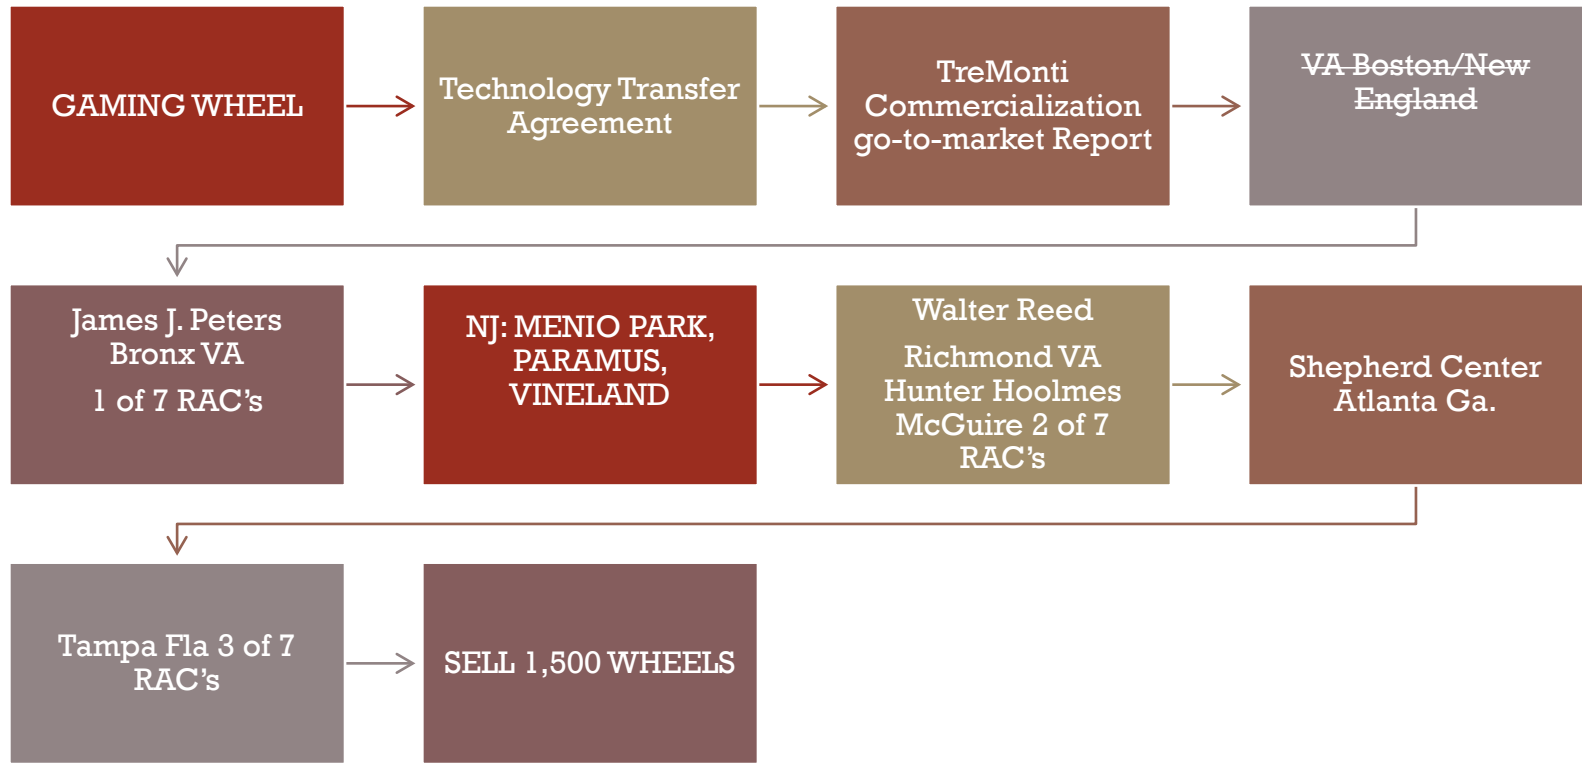 GAMING WHEEL
Technology Transfer
Agreement
TreMonti
Commercialization
go-to-market Report
VA Boston/New
England
James J. Peters
Bronx VA
1 of 7 RAC's
NJ: MENIO PARK,
PARAMUS,
VINELAND
Walter Reed
Richmond VA
Hunter Hoolmes
McGuire 2 of 7
RAC's
Shepherd Center
Atlanta Ga.
Tampa Fla 3 of 7
RAC's
SELL 1,500 WHEELS